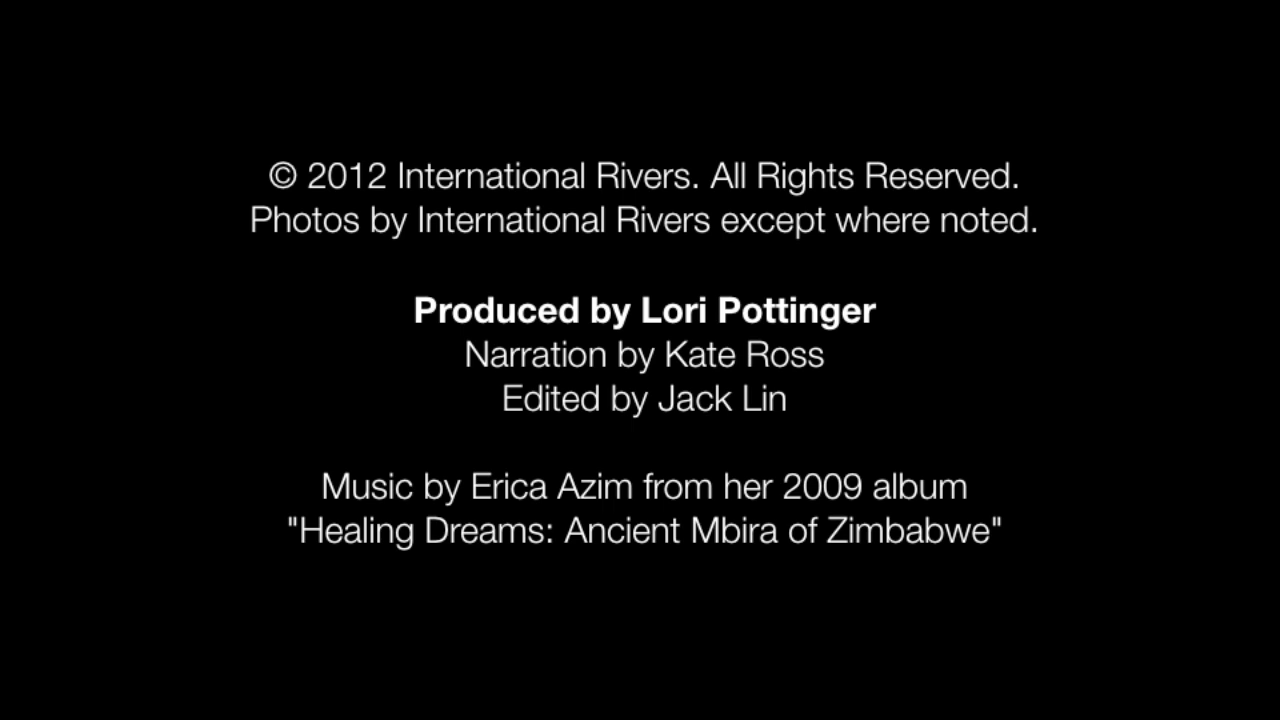 © 2012 International Rivers. All Rights Reserved.
Photos by International Rivers except where noted.
Produced by Lori Pottinger
Narration by Kate Ross
Edited by Jack Lin
Music by Erica Azim from her 2009 album
"Healing Dreams: Ancient Mbira of Zimbabwe"